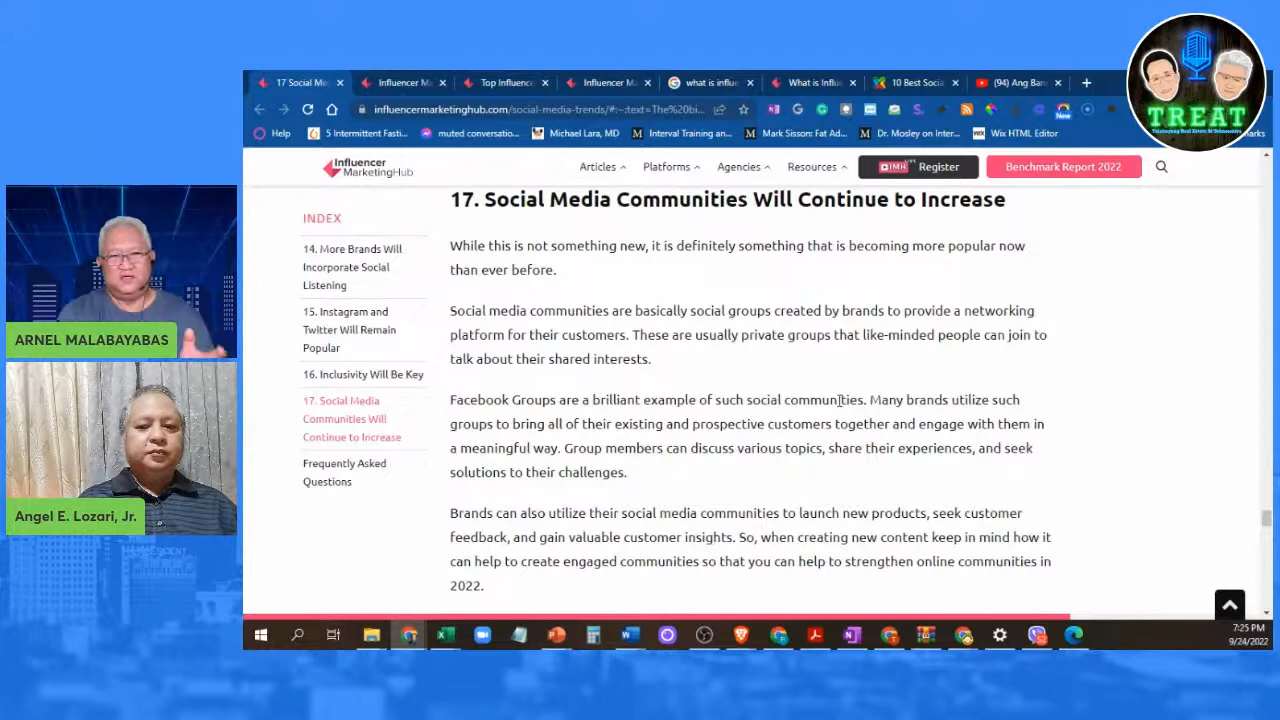 17 Social Me
Influencer M
Top Influenc
Influencer M
what is influe
What is Influ
10 Best Socia
(94) Ang Ban
influencermarketinghub.com/social-media-trends/#:~:text=The%20bi...
New
Help
5 Intermittent Fasti...
muted conversatio...
Michael Lara, MD
Interval Training an...
Mark Sisson: Fat Ad...
Dr. Mosley on Inter...
Wix HTML Editor
TREAT
Influencer
MarketingHub
Articles
Platforms
Agencies
Resources
IMH
Register
Benchmark Report 2022
INDEX
14. More Brands Will
Incorporate Social
Listening
15. Instagram and
Twitter Will Remain
Popular
16. Inclusivity Will Be Key
17. Social Media
Communities Will
Continue to Increase
Frequently Asked
Questions
17. Social Media Communities Will Continue to Increase
While this is not something new, it is definitely something that is becoming more popular now
than ever before.
Social media communities are basically social groups created by brands to provide a networking
platform for their customers. These are usually private groups that like-minded people can join to
talk about their shared interests.
Facebook Groups are a brilliant example of such social communities. Many brands utilize such
groups to bring all of their existing and prospective customers together and engage with them in
a meaningful way. Group members can discuss various topics, share their experiences, and seek
solutions to their challenges.
Brands can also utilize their social media communities to launch new products, seek customer
feedback, and gain valuable customer insights. So, when creating new content keep in mind how it
can help to create engaged communities so that you can help to strengthen online communities in
2022.
ARNEL MALABAYABAS
Angel E. Lozari, Jr.
7:25 PM
9/24/2022